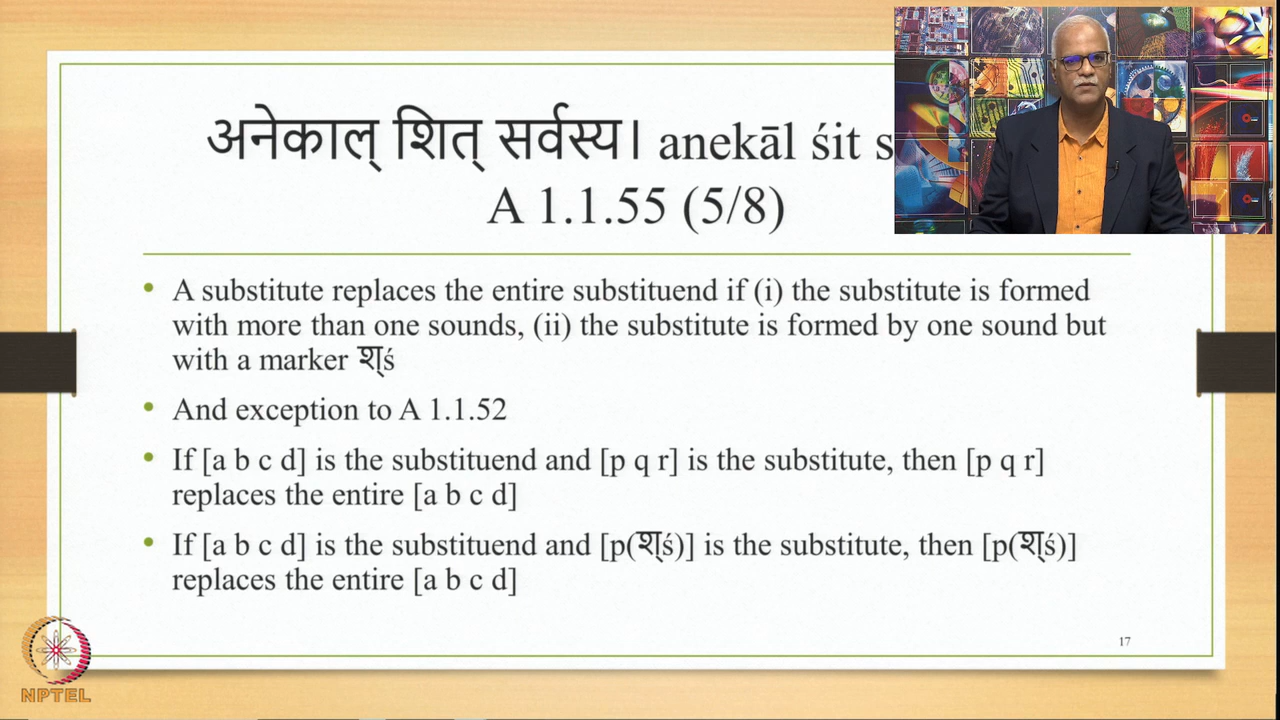 अनेकाल् शित् सर्वस्य। anekāl śit
A 1.1.55 (5/8)
• A substitute replaces the entire substituend if (i) the substitute is formed
with more than one sounds, (ii) the substitute is formed by one sound but
with a marker श्ś
• And exception to A 1.1.52
• If [a b c d] is the substituend and [p q r] is the substitute, then [p q r]
replaces the entire [a b c d]
• If [a b c d] is the substituend and [p(श्ś)] is the substitute, then [p(श्ś)]
replaces the entire [a b c d]
17
NPTEL